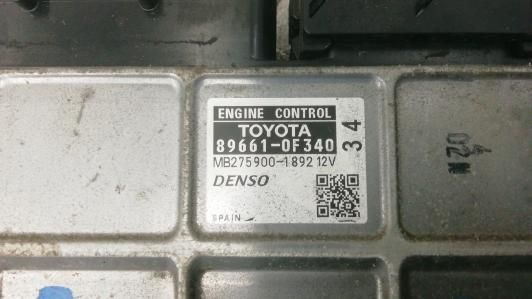 ENGINE CONTROL
TOYOTA
89661-0F340
MB275900-1892 12V
DENSO
SPAIN
34